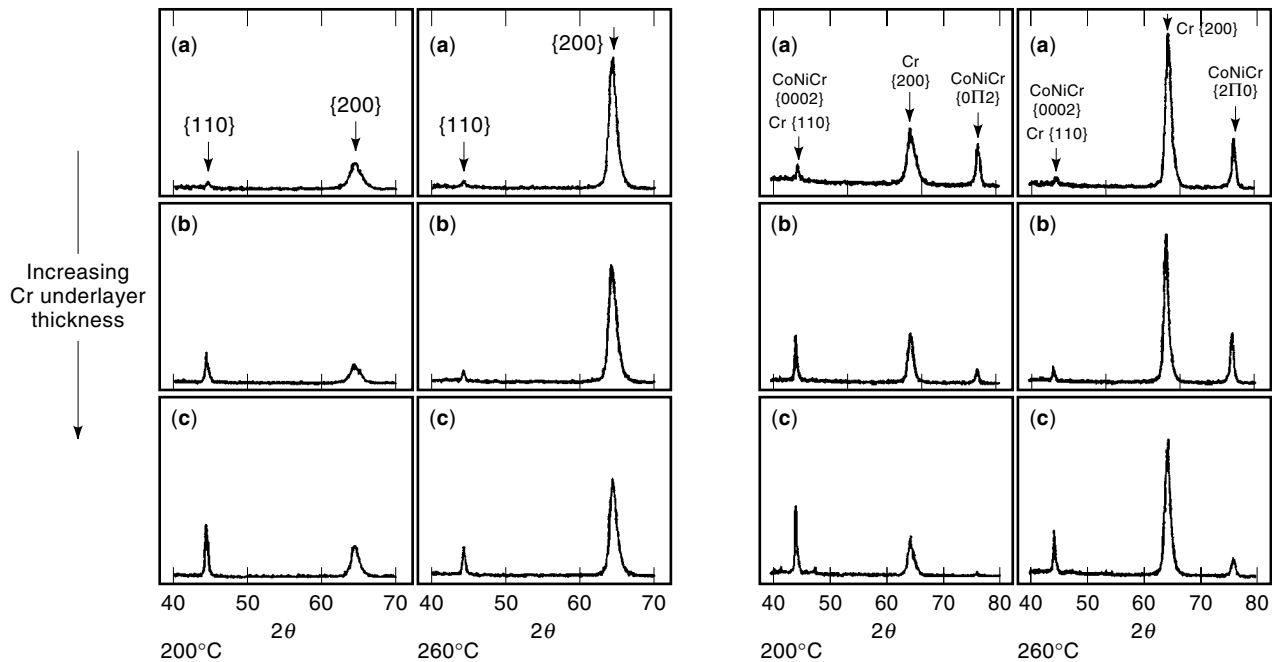 (a)
{110}
{200}
(a)
{110}
{200}
(a)
CoNiCr
{0002}
Cr {110}
Cr
{200}
CoNiCr
{0Π2}
(a)
CoNiCr
{0002}
Cr {110}
Cr {200}
CoNiCr
{2Π0}
Increasing
Cr underlayer
thickness
(b)
(b)
(b)
(b)
(c)
(c)
(c)
(c)
40 50 60 70
40 50 60 70
40 50 60 70 80
40 50 60 70 80
2θ
2θ
2θ
2θ
200°C
260°C
200°C
260°C